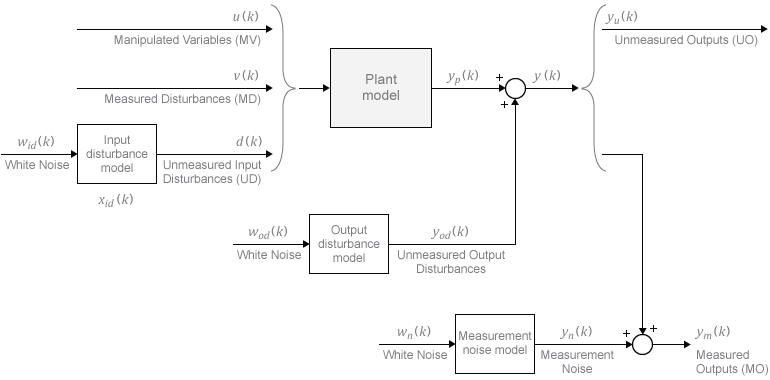 u(k)
Manipulated Variables (MV)
v(k)
Measured Disturbances (MD)
w_id(k)
White Noise
Input
disturbance
model
x_id(k)
d(k)
Unmeasured Input
Disturbances (UD)
Plant
model
y_p(k)
+
+
y(k)
y_u(k)
Unmeasured Outputs (UO)
w_od(k)
White Noise
Output
disturbance
model
y_od(k)
Unmeasured Output
Disturbances
w_n(k)
White Noise
Measurement
noise model
y_n(k)
Measurement
Noise
+
+
y_m(k)
Measured
Outputs (MO)